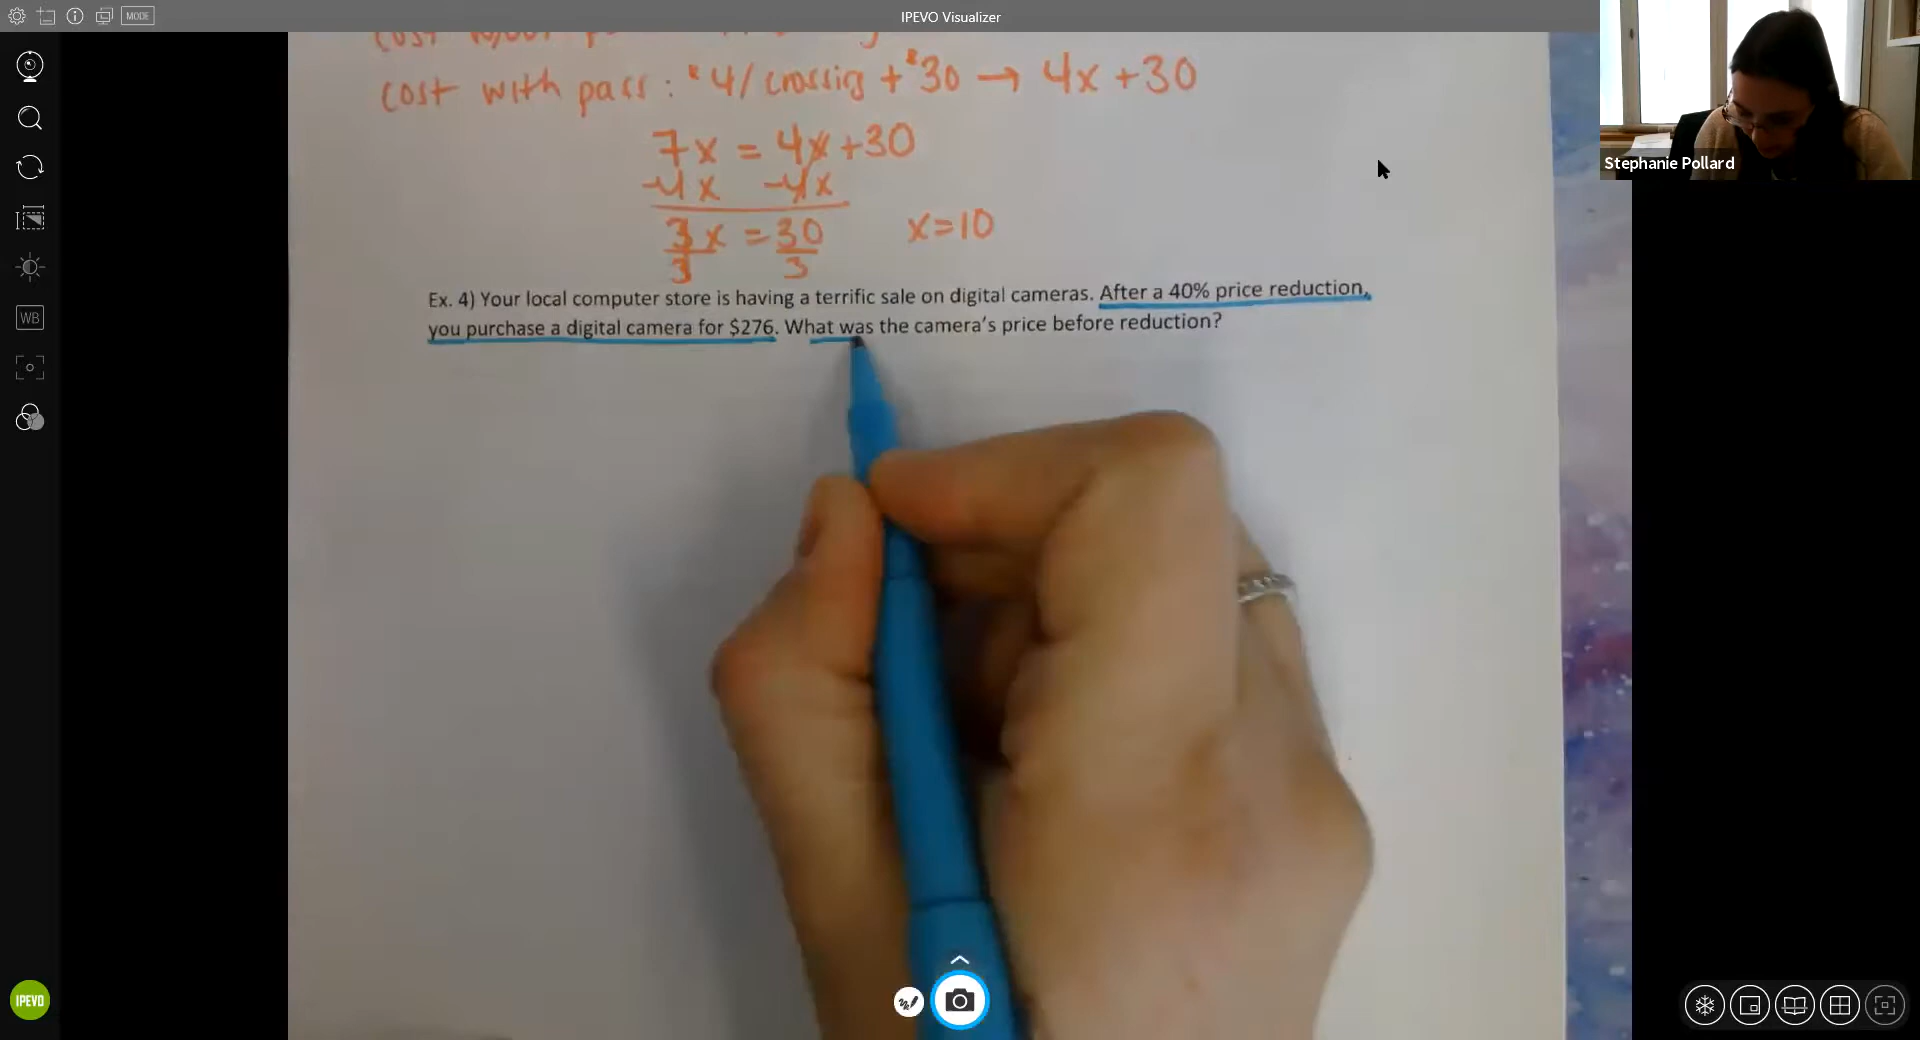 MODE
IPEVO Visualizer
cost with pass : $4/crossing + $30 → 4x +30
7x = 4x+30
-4x -4x
3x = 30
3 3
x=10
Ex. 4) Your local computer store is having a terrific sale on digital cameras. After a 40% price reduction,
you purchase a digital camera for $276. What was the camera's price before reduction?
Stephanie Pollard
WB
IPEVO